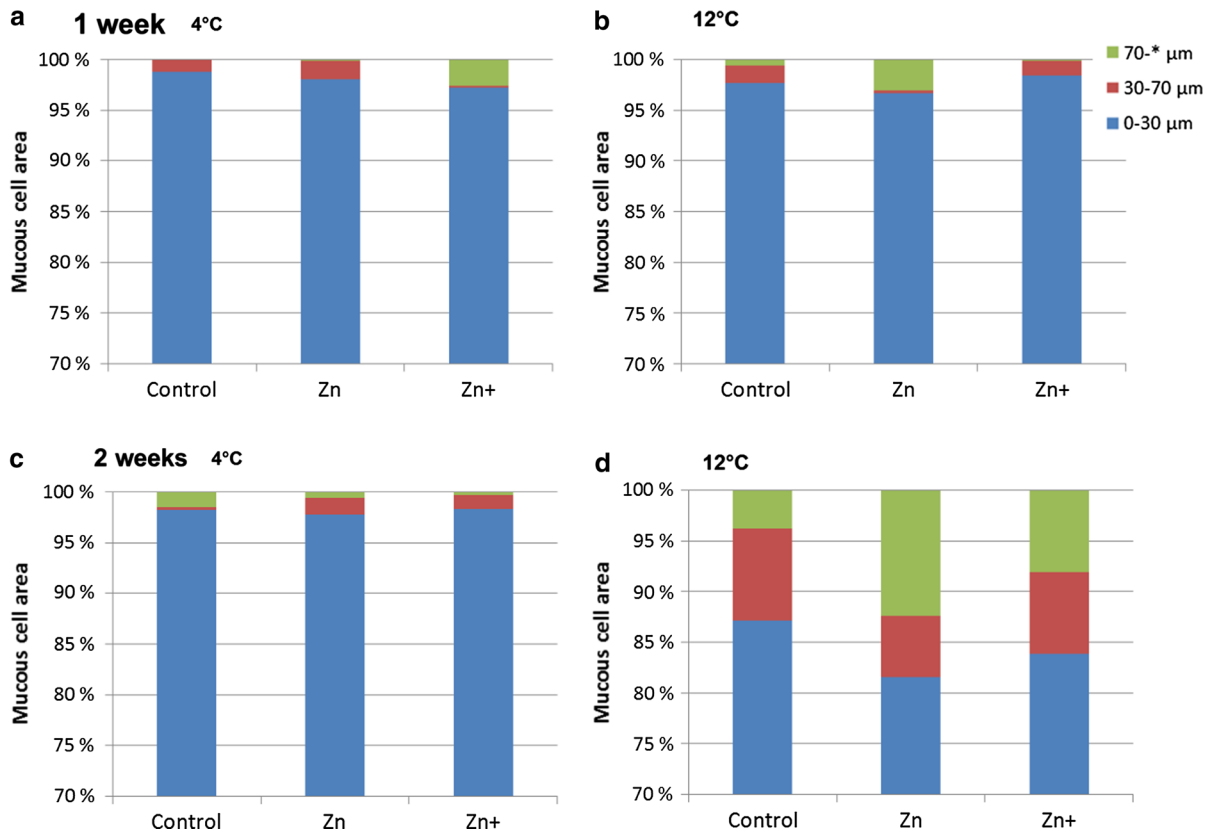 a
1 week 4°C
Mucous cell area
100 %
95 %
90 %
85 %
80 %
75 %
70 %
Control Zn Zn+
b
12°C
70-* µm
30-70 µm
0-30 µm
Mucous cell area
100 %
95 %
90 %
85 %
80 %
75 %
70 %
Control Zn Zn+
c
2 weeks 4°C
Mucous cell area
100 %
95 %
90 %
85 %
80 %
75 %
70 %
Control Zn Zn+
d
12°C
Mucous cell area
100 %
95 %
90 %
85 %
80 %
75 %
70 %
Control Zn Zn+